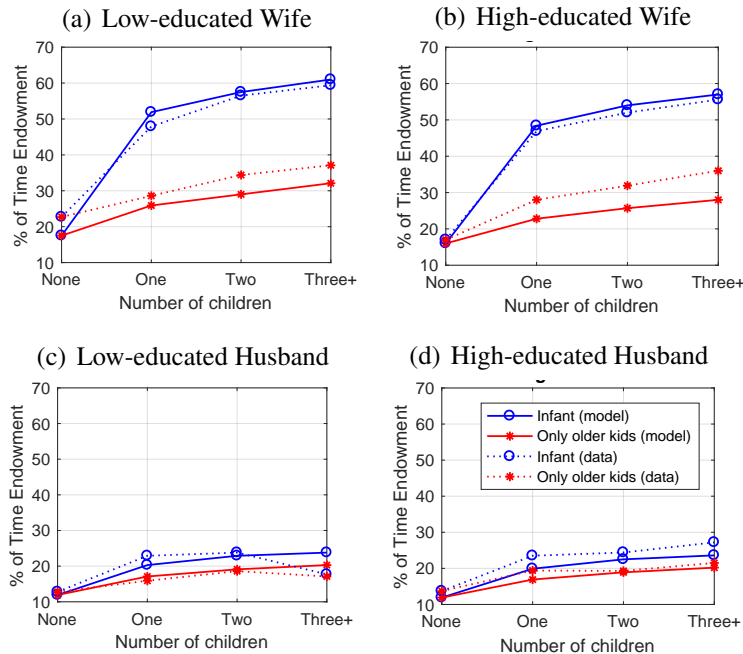 (a) Low-educated Wife
% of Time Endowment
70
60
50
40
30
20
10
None One Two Three+
Number of children
(b) High-educated Wife
% of Time Endowment
70
60
50
40
30
20
10
None One Two Three+
Number of children
(c) Low-educated Husband
% of Time Endowment
70
60
50
40
30
20
10
None One Two Three+
Number of children
(d) High-educated Husband
% of Time Endowment
70
60
50
40
30
20
10
Infant (model)
Only older kids (model)
Infant (data)
Only older kids (data)
None One Two Three+
Number of children